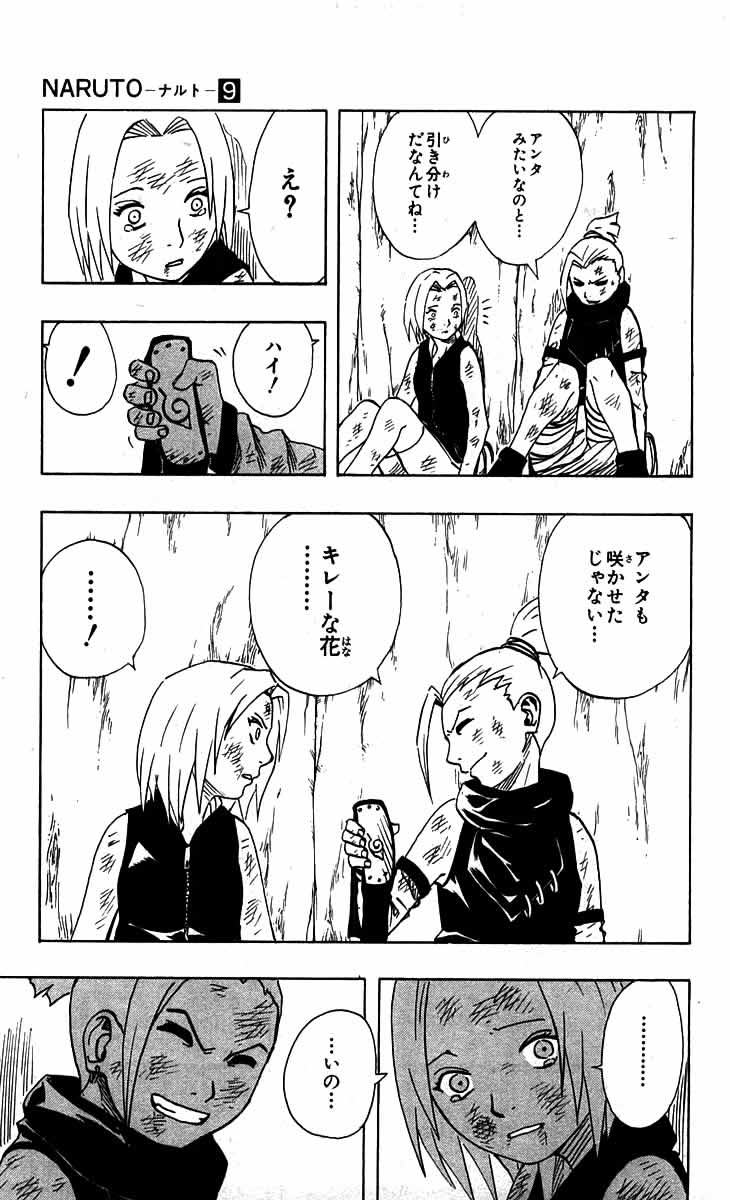 NARUTO—ナルト—9
アンタ
みたいなのと…
引き分け
だなんてね…
え？
ハイ！
！
アンタも
咲かせた
じゃない…
キレーな花
………
……！
……
…いの…